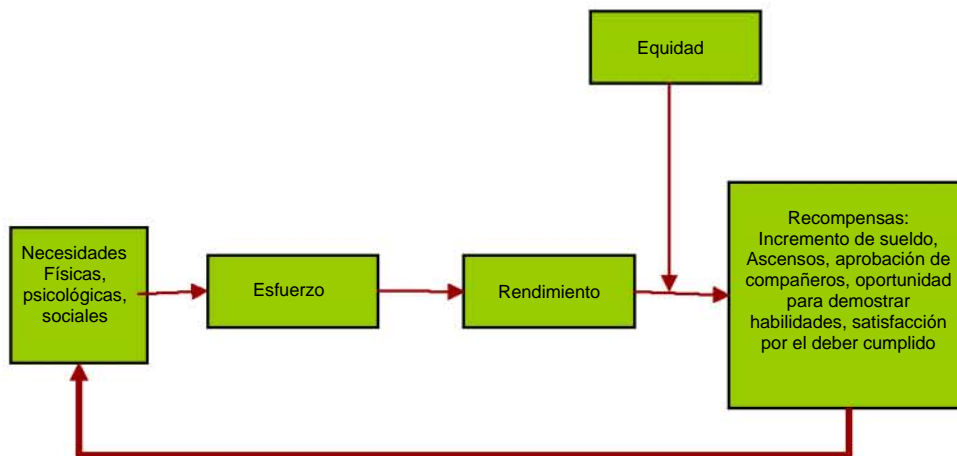 Equidad
Necesidades
Físicas,
psicológicas,
sociales
Esfuerzo
Rendimiento
Recompensas:
Incremento de sueldo,
Ascensos, aprobación de
compañeros, oportunidad
para demostrar
habilidades, satisfacción
por el deber cumplido